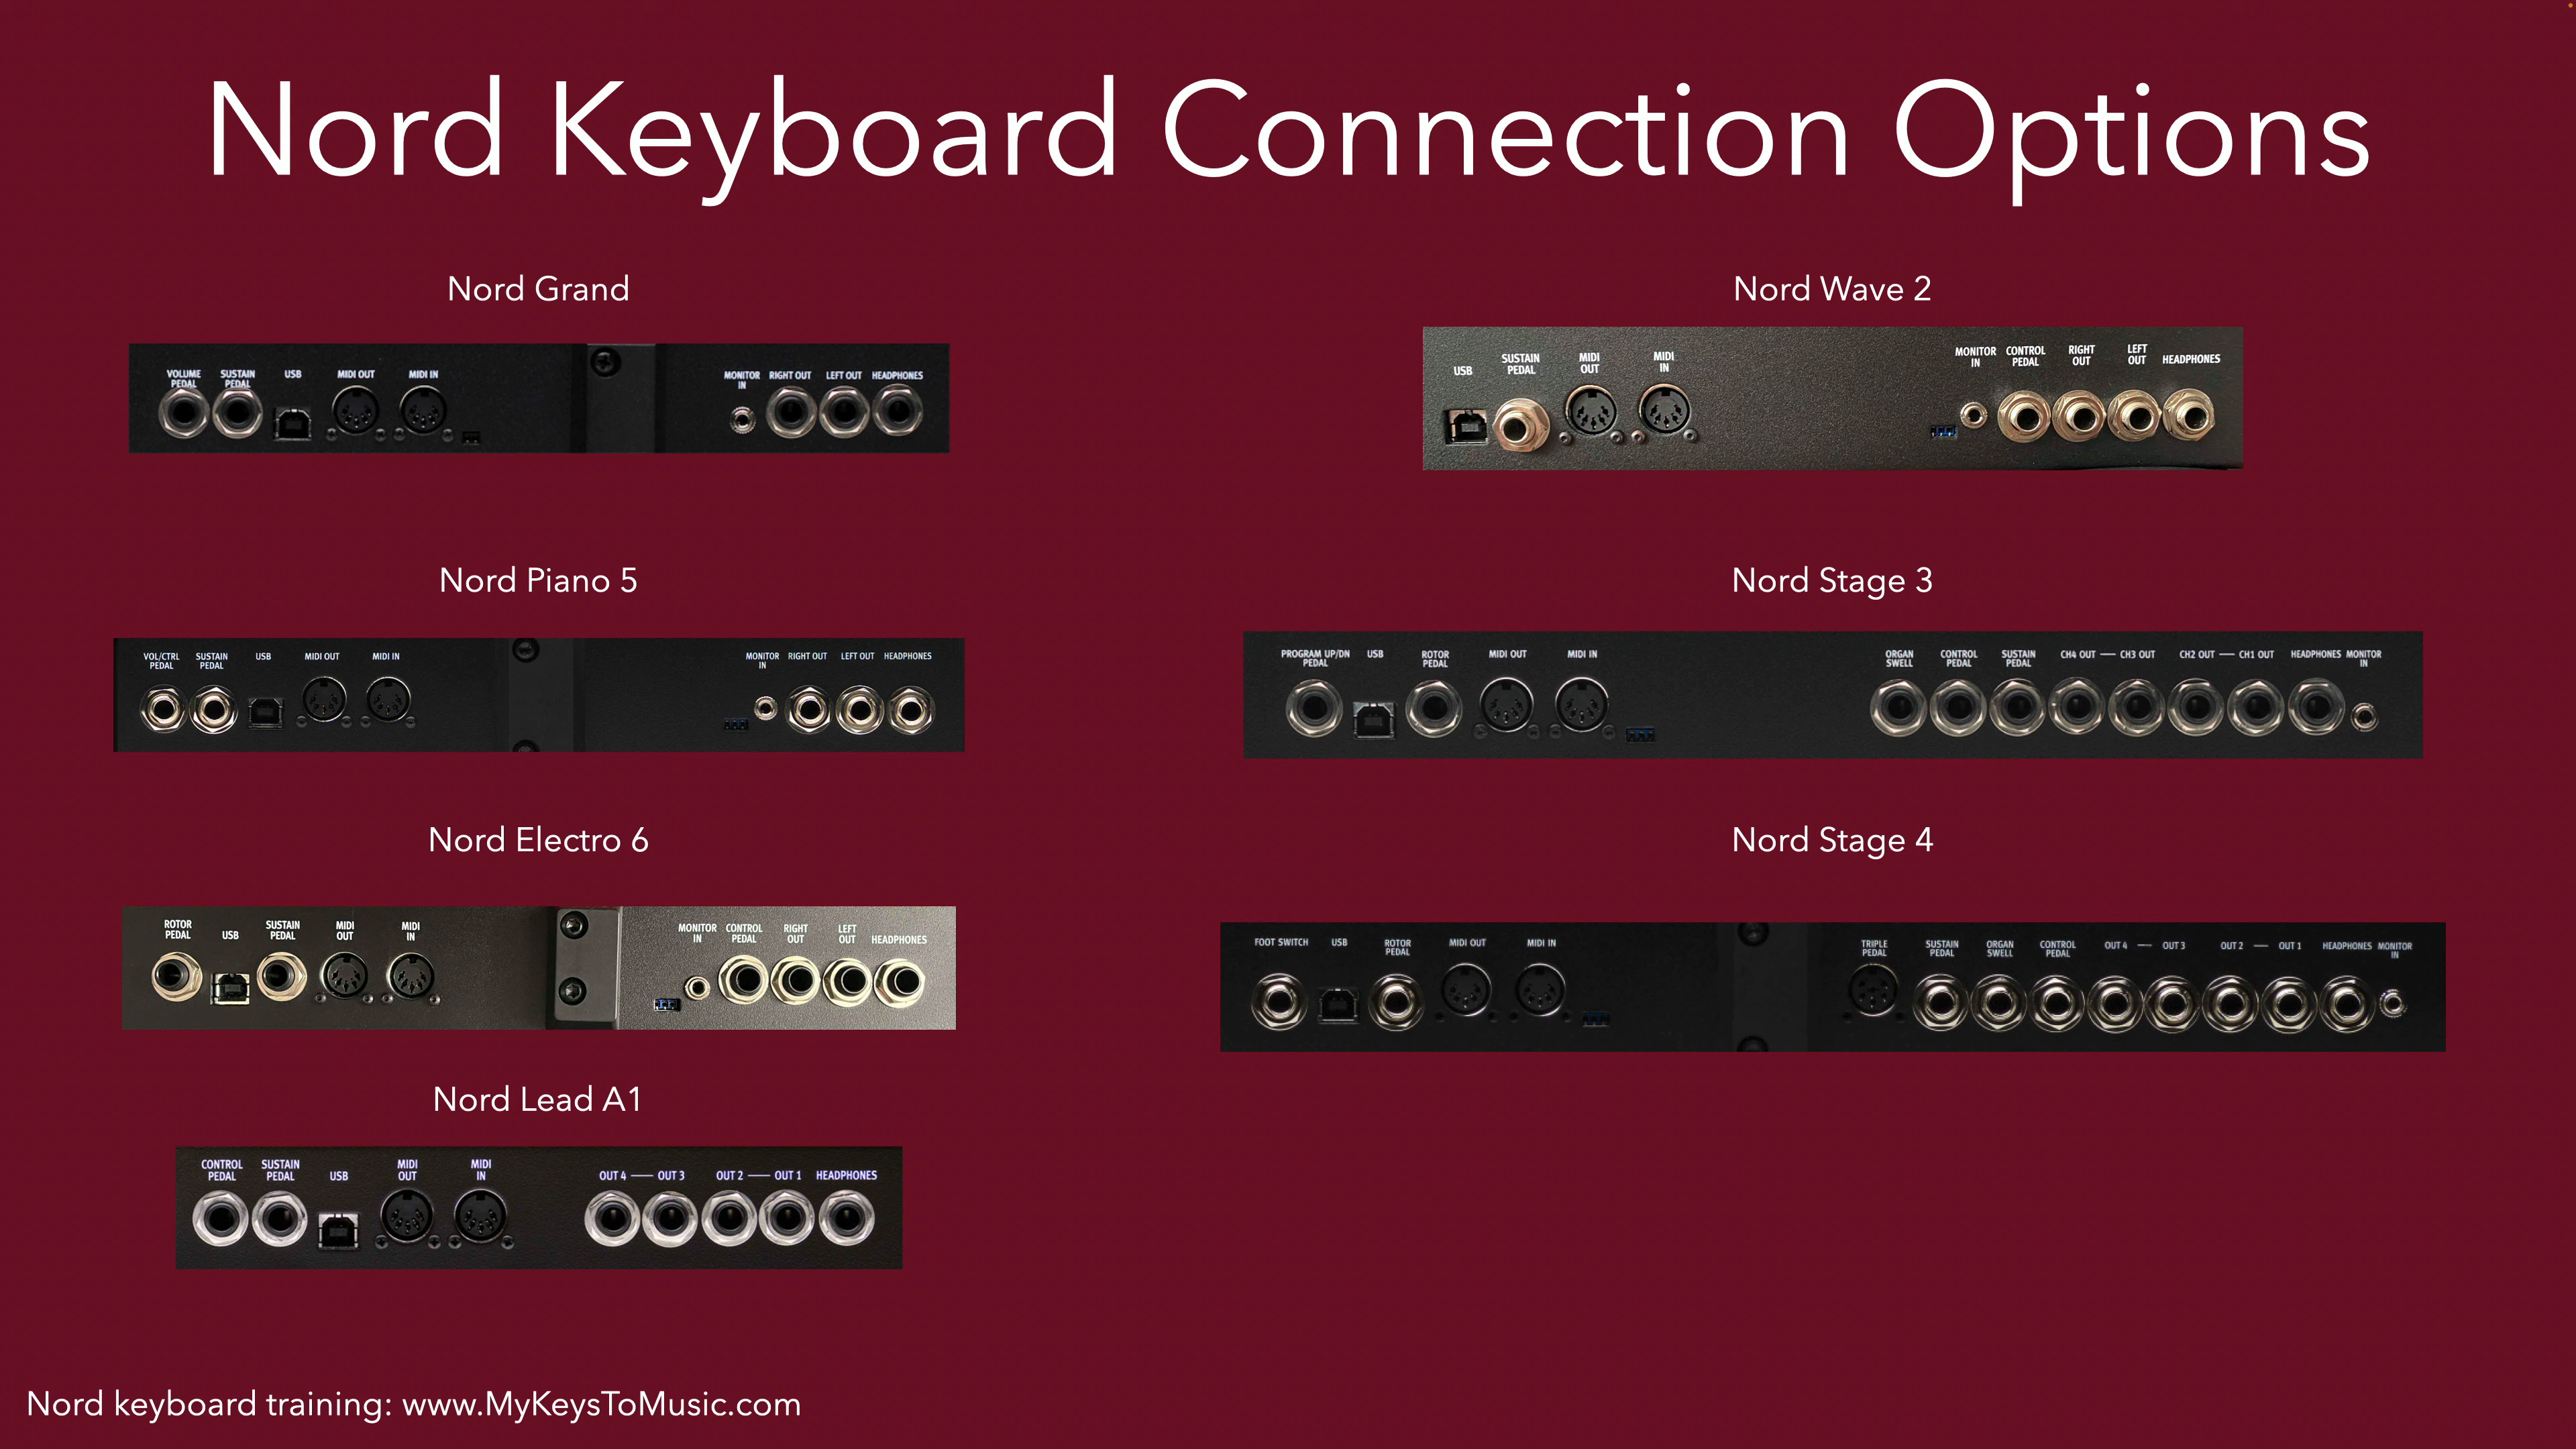 Nord Keyboard Connection Options
Nord Grand
VOLUME PEDAL
SUSTAIN PEDAL
USB
MIDI OUT
MIDI IN
MONITOR IN
RIGHT OUT
LEFT OUT
HEADPHONES
Nord Piano 5
VOL/CTRL PEDAL
SUSTAIN PEDAL
USB
MIDI OUT
MIDI IN
MONITOR IN
RIGHT OUT
LEFT OUT
HEADPHONES
Nord Electro 6
ROTOR PEDAL
USB
SUSTAIN PEDAL
MIDI OUT
MIDI IN
MONITOR IN
CONTROL PEDAL
RIGHT OUT
LEFT OUT
HEADPHONES
Nord Lead A1
CONTROL PEDAL
SUSTAIN PEDAL
USB
MIDI OUT
MIDI IN
OUT 4 — OUT 3
OUT 2 — OUT 1
HEADPHONES
Nord Wave 2
USB
SUSTAIN PEDAL
MIDI OUT
MIDI IN
MONITOR IN
CONTROL PEDAL
RIGHT OUT
LEFT OUT
HEADPHONES
Nord Stage 3
PROGRAM UP/DN PEDAL
USB
ROTOR PEDAL
MIDI OUT
MIDI IN
ORGAN SWELL
CONTROL PEDAL
SUSTAIN PEDAL
CH4 OUT — CH3 OUT
CH2 OUT — CH1 OUT
HEADPHONES
MONITOR IN
Nord Stage 4
FOOT SWITCH
USB
ROTOR PEDAL
MIDI OUT
MIDI IN
TRIPLE PEDAL
SUSTAIN PEDAL
ORGAN SWELL
CONTROL PEDAL
OUT 4 — OUT 3
OUT 2 — OUT 1
HEADPHONES
MONITOR IN
Nord keyboard training: www.MyKeysToMusic.com